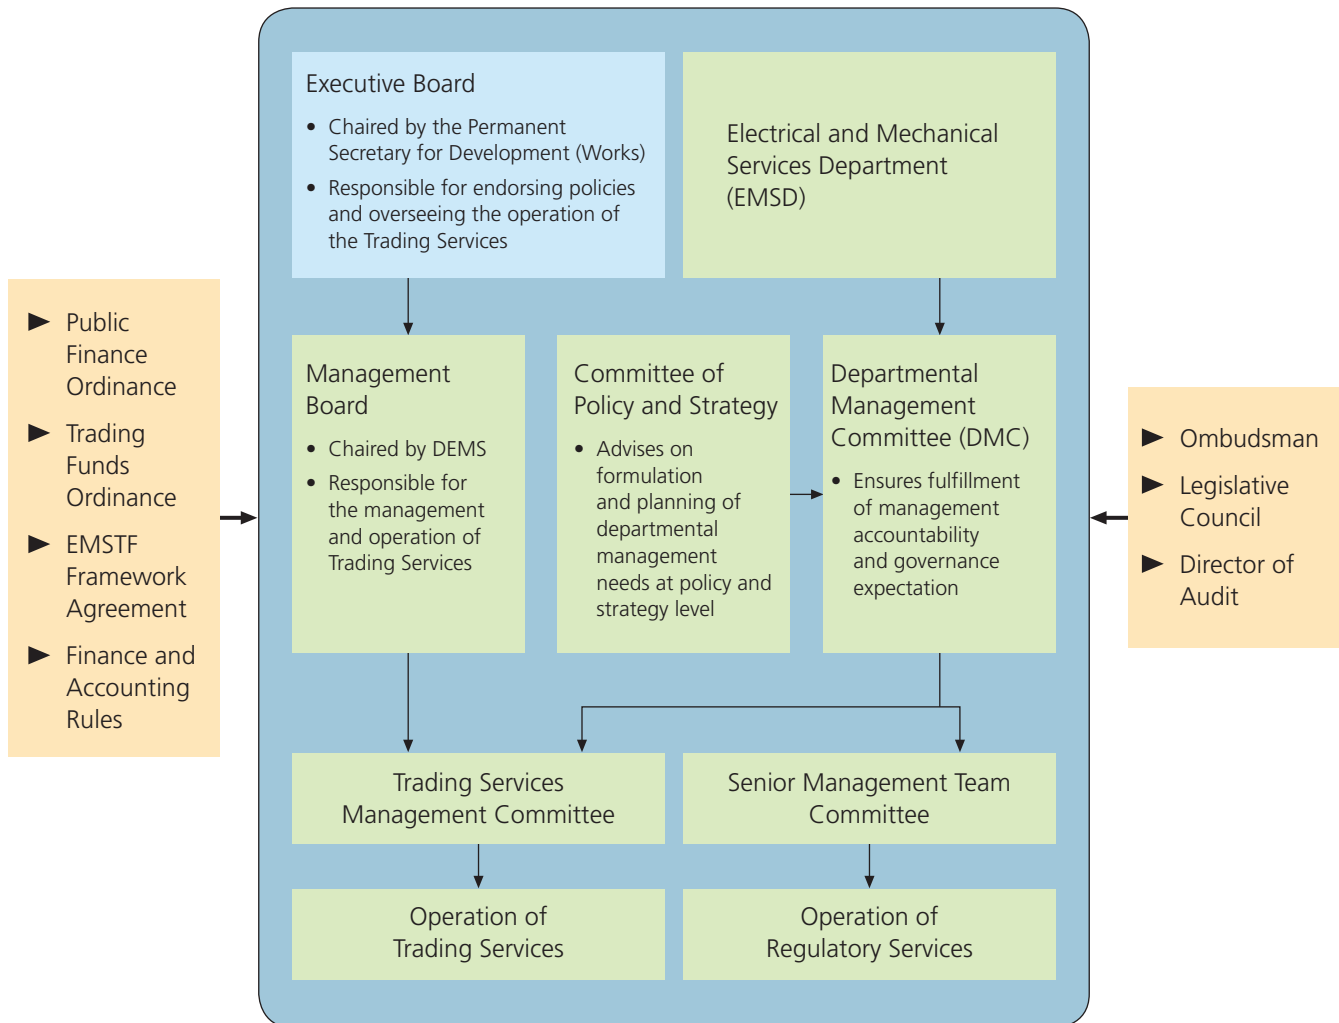 Executive Board
• Chaired by the Permanent
Secretary for Development (Works)
• Responsible for endorsing policies
and overseeing the operation of
the Trading Services
Electrical and Mechanical
Services Department
(EMSD)
► Public
Finance
Ordinance
► Trading
Funds
Ordinance
► EMSTF
Framework
Agreement
► Finance and
Accounting
Rules
Management
Board
• Chaired by DEMS
• Responsible for
the management
and operation of
Trading Services
Committee of
Policy and Strategy
• Advises on
formulation
and planning of
departmental
management
needs at policy and
strategy level
Departmental
Management
Committee (DMC)
• Ensures fulfillment
of management
accountability
and governance
expectation
► Ombudsman
► Legislative
Council
► Director of
Audit
Trading Services
Management Committee
Senior Management Team
Committee
Operation of
Trading Services
Operation of
Regulatory Services